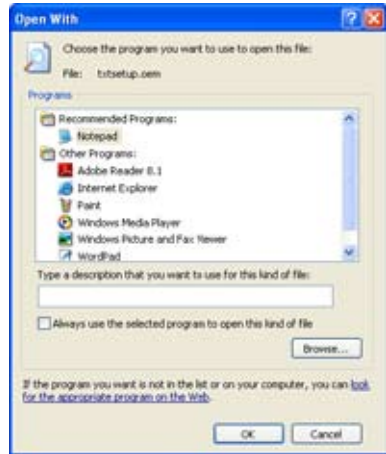 Open With
Choose the program you want to use to open this file:
File: txtsetup.oem
Programs
Recommended Programs:
Notepad
Other Programs:
Adobe Reader 8.1
Internet Explorer
Paint
Windows Media Player
Windows Picture and Fax Viewer
WordPad
Type a description that you want to use for this kind of file:
Always use the selected program to open this kind of file
Browse...
If the program you want is not in the list or on your computer, you can look
for the appropriate program on the Web.
OK Cancel